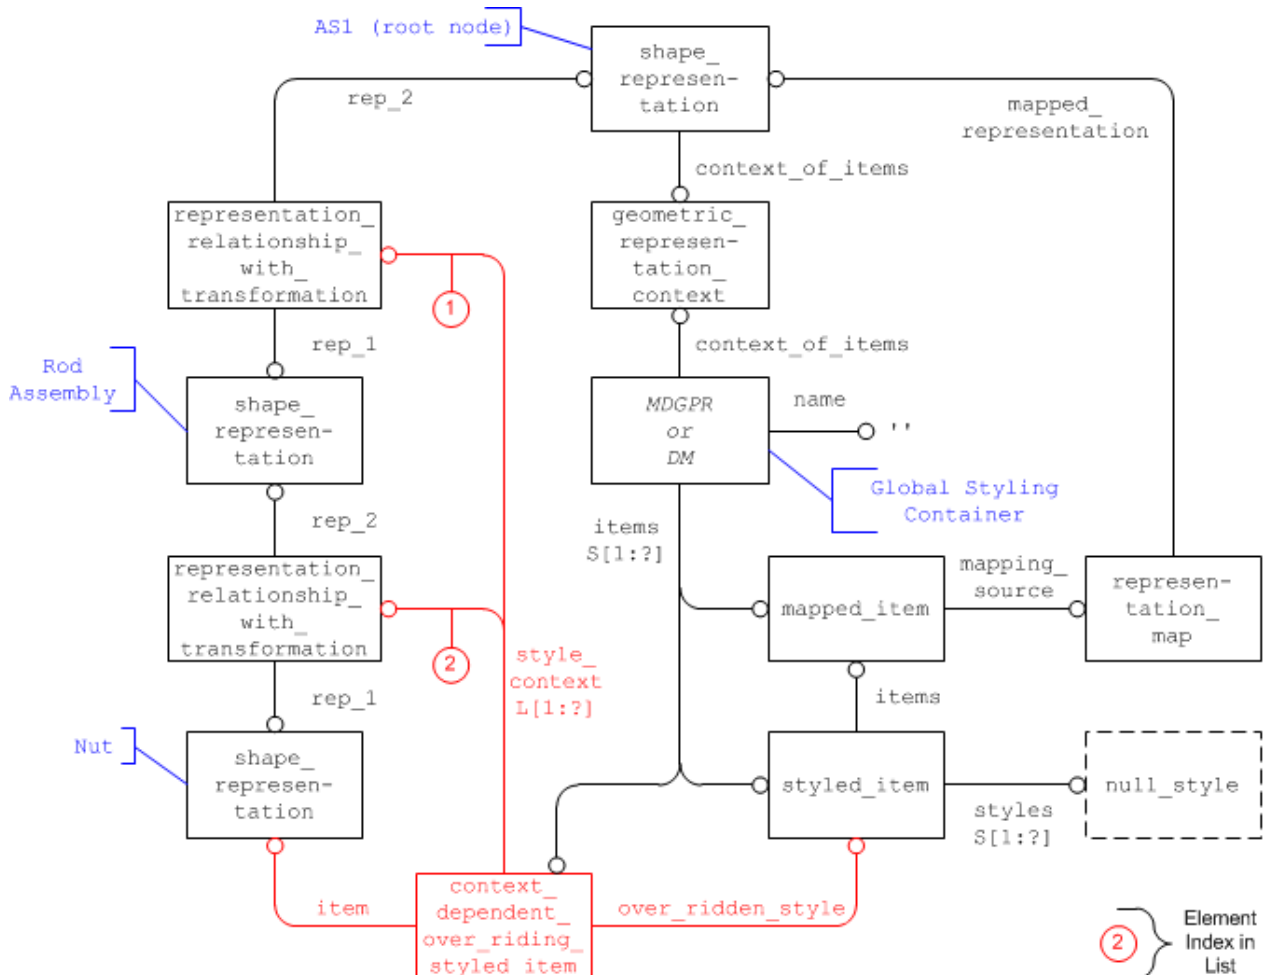 AS1 (root node)
shape_
represen-
tation
rep_2
mapped_
representation
context_of_items
representation_
relationship_
with_
transformation
geometric_
represen-
tation_
context
1
rep_1
context_of_items
Rod
Assembly
shape_
represen-
tation
MDGPR
or
DM
name
''
Global Styling
Container
rep_2
items
S[1:?]
representation_
relationship_
with_
transformation
2
mapped_item
mapping_
source
represen-
tation_
map
style_
context
L[1:?]
rep_1
items
Nut
shape_
represen-
tation
styled_item
styles
S[1:?]
null_style
item
context_
dependent_
over_riding_
styled_item
over_ridden_style
2
Element
Index in
List